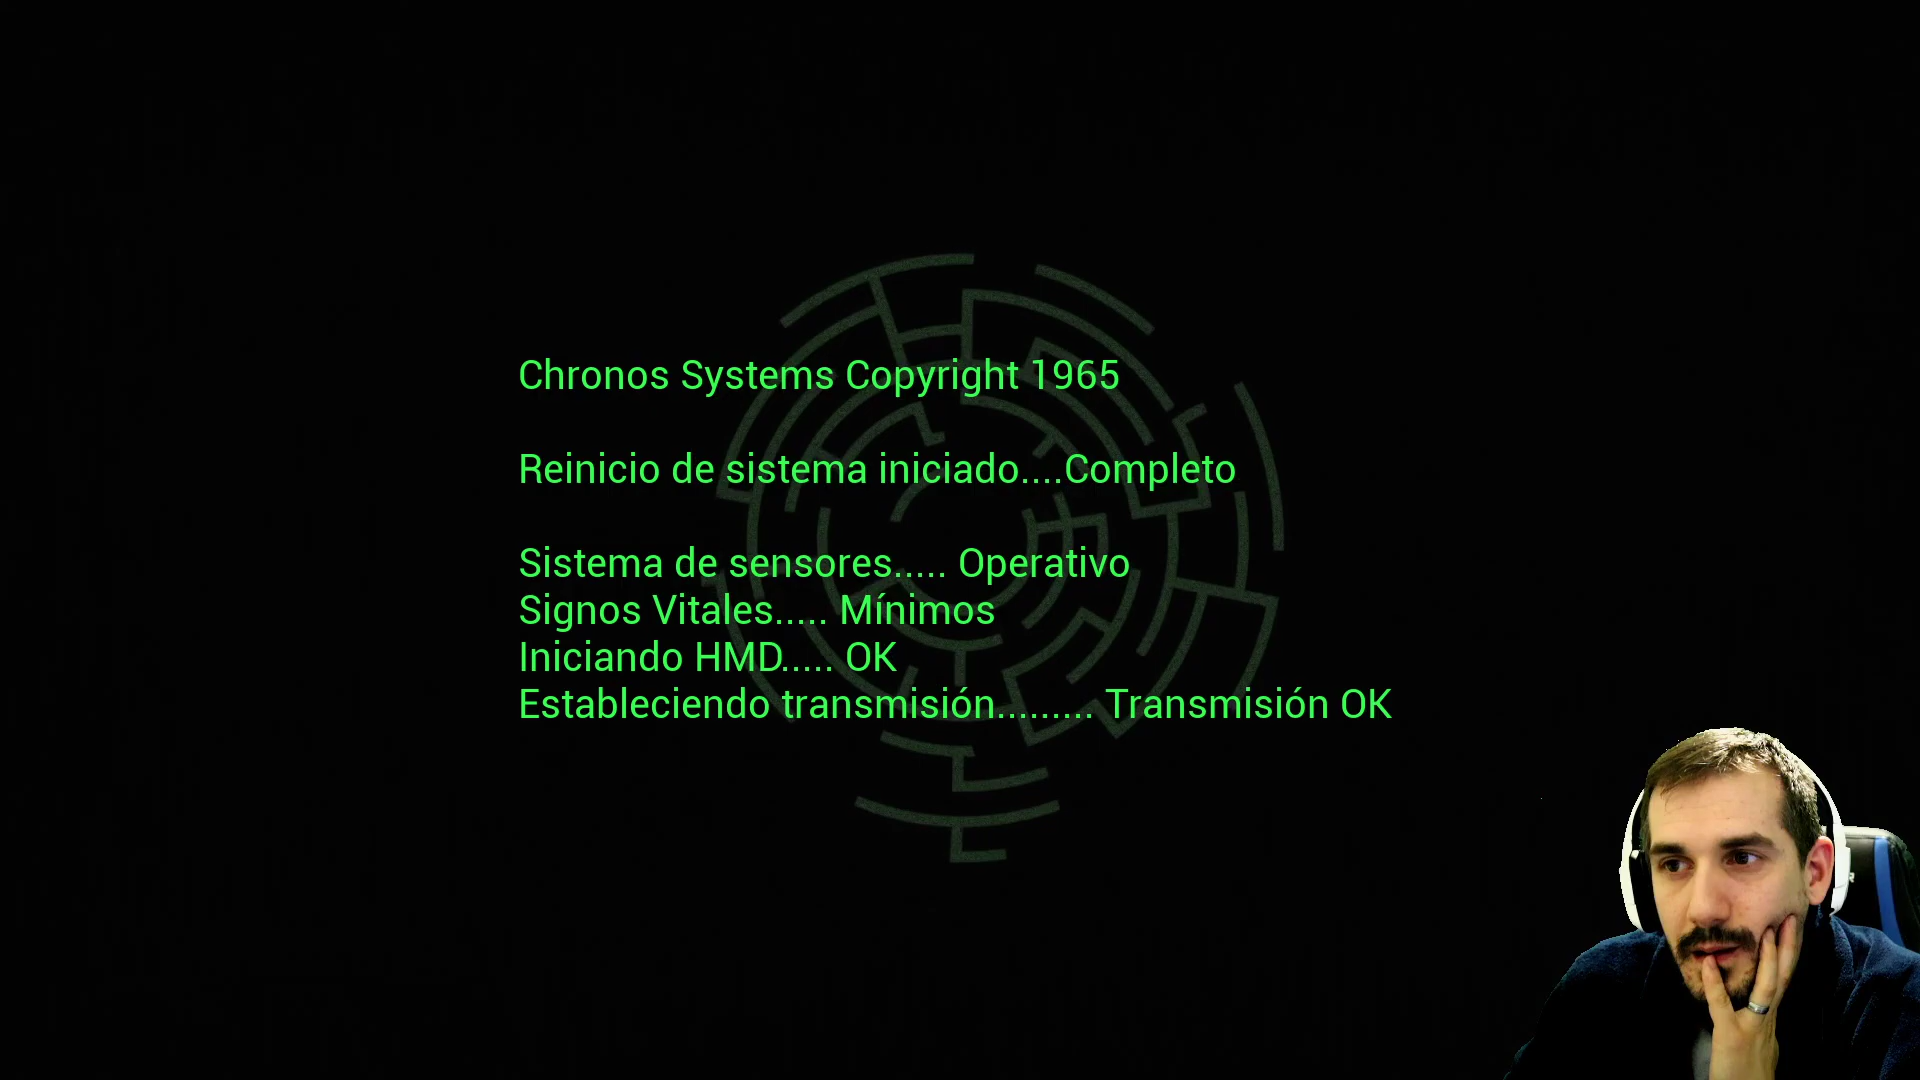 Chronos Systems Copyright 1965
Reinicio de sistema iniciado....Completo
Sistema de sensores..... Operativo
Signos Vitales..... Mínimos
Iniciando HMD..... OK
Estableciendo transmisión......... Transmisión OK